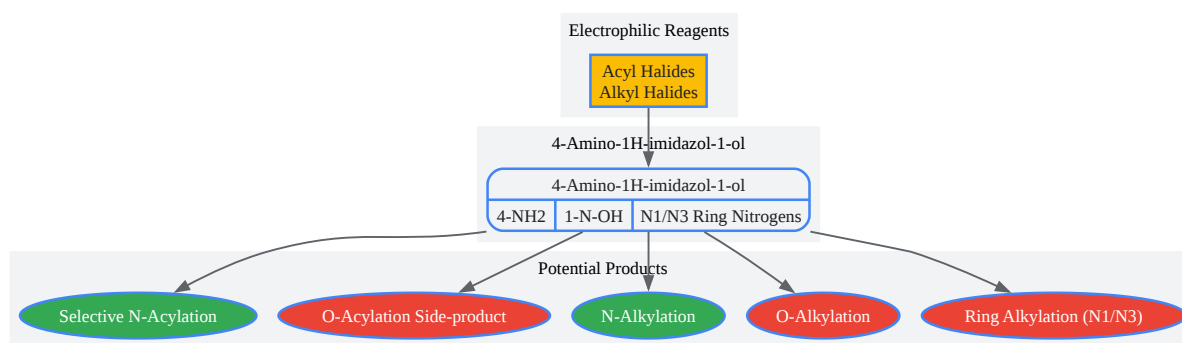 Electrophilic Reagents
Acyl Halides
Alkyl Halides
4-Amino-1H-imidazol-1-ol
4-Amino-1H-imidazol-1-ol
4-NH2 1-N-OH N1/N3 Ring Nitrogens
Potential Products
Selective N-Acylation O-Acylation Side-product N-Alkylation O-Alkylation Ring Alkylation (N1/N3)